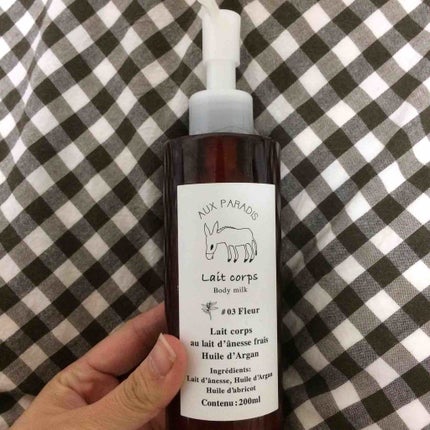 AUX PARADIS
Lait corps
Body milk
#03 Fleur
Lait corps
au lait d'ânesse frais
Huile d'Argan
Ingrédients:
Lait d'ânesse, Huile d'Argan
Huile d'abricot
Contenu: 200ml